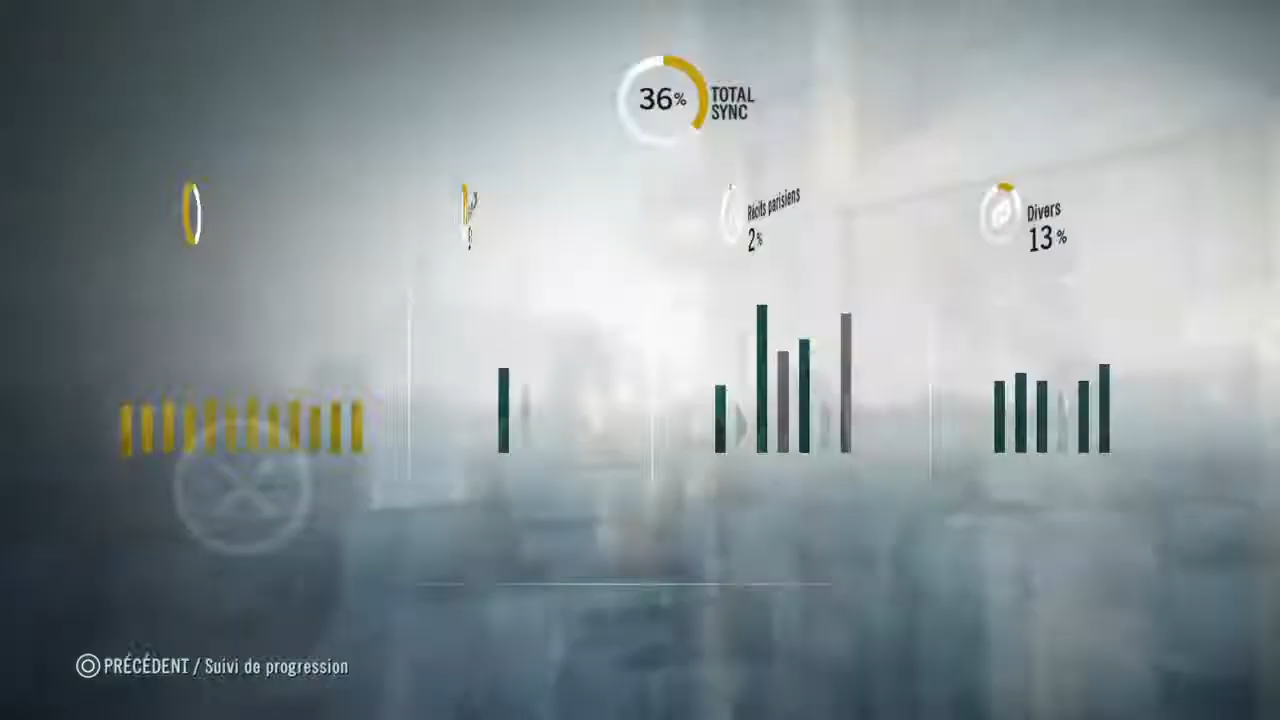 36%
TOTAL
SYNC
Récits parisiens
2%
Divers
13%
PRÉCÉDENT / Suivi de progression